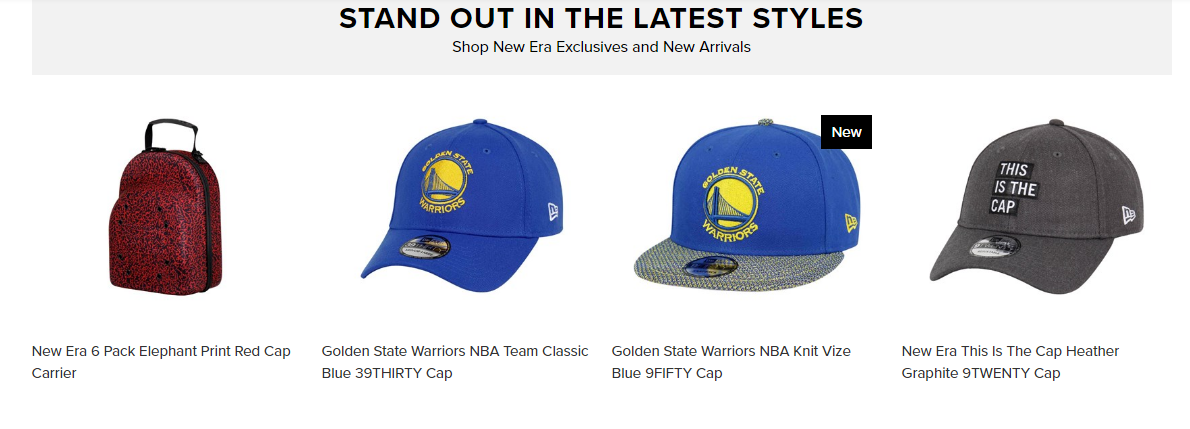 STAND OUT IN THE LATEST STYLES
Shop New Era Exclusives and New Arrivals
New
GOLDEN STATE
WARRIORS
GOLDEN STATE
WARRIORS
THIS
IS THE
CAP
New Era 6 Pack Elephant Print Red Cap
Carrier
Golden State Warriors NBA Team Classic
Blue 39THIRTY Cap
Golden State Warriors NBA Knit Vize
Blue 9FIFTY Cap
New Era This Is The Cap Heather
Graphite 9TWENTY Cap